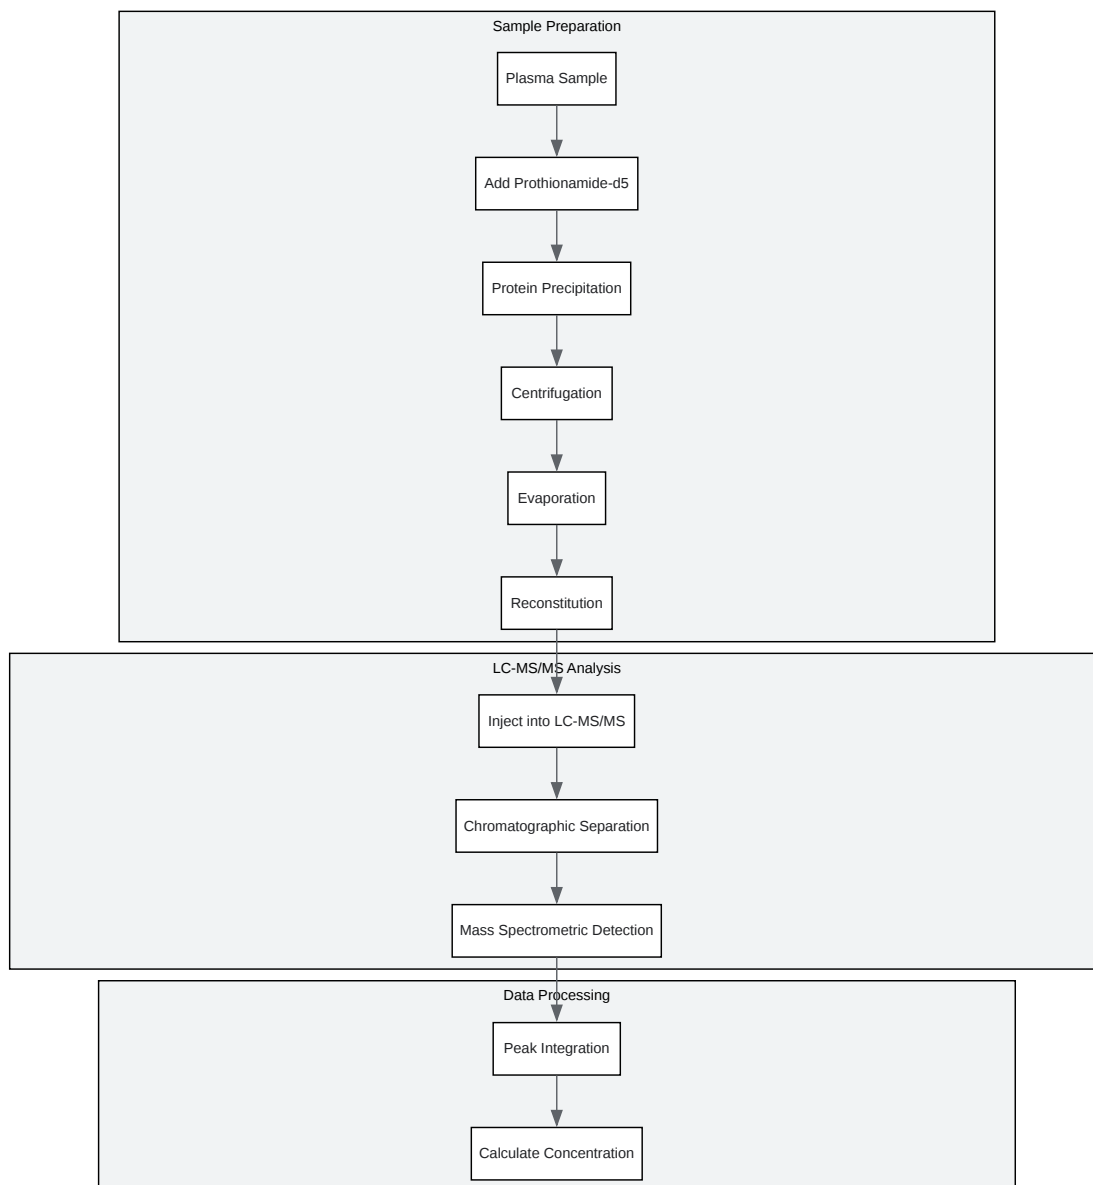 Sample Preparation
Plasma Sample
Add Prothionamide-d5
Protein Precipitation
Centrifugation
Evaporation
Reconstitution
LC-MS/MS Analysis
Inject into LC-MS/MS
Chromatographic Separation
Mass Spectrometric Detection
Data Processing
Peak Integration
Calculate Concentration